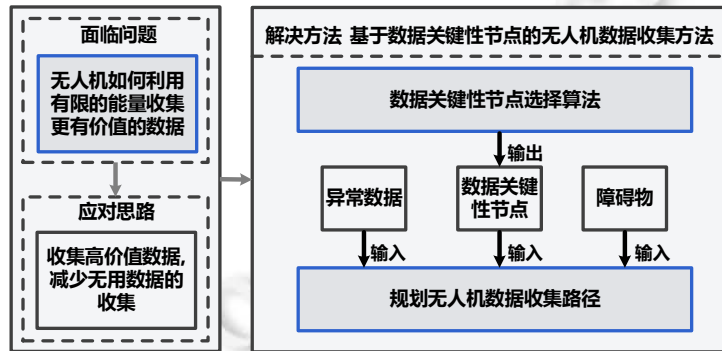 面临问题
无人机如何利用
有限的能量收集
更有价值的数据
应对思路
收集高价值数据,
减少无用数据的
收集
解决方法 基于数据关键性节点的无人机数据收集方法
数据关键性节点选择算法
输出
异常数据
数据关键
性节点
障碍物
输入
输入
输入
规划无人机数据收集路径